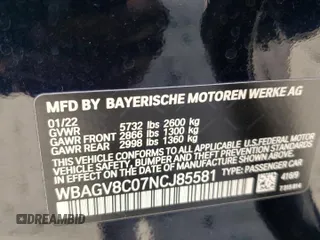 MFD BY BAYERISCHE MOTOREN WERKE AG
01/22
GVWR 5732 lbs 2600 kg
GAWR FRONT 2866 lbs 1300 kg
GAWR REAR 2998 lbs 1360 kg
THIS VEHICLE CONFORMS TO ALL APPLICABLE U.S. FEDERAL MOTOR
VEHICLE SAFETY, BUMPER, AND THEFT PREVENTION STANDARDS IN
EFFECT ON THE DATE OF MANUFACTURE SHOWN ABOVE.
WBAGV8C07NCJ85581
TYPE: PASSENGER CAR
4169
DREAMBID